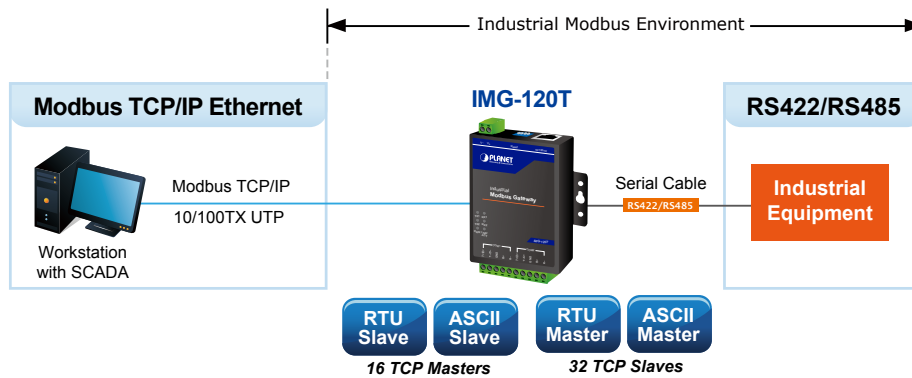 Industrial Modbus Environment
Modbus TCP/IP Ethernet
IMG-120T
RS422/RS485
PLANET
Industrial
Modbus Gateway
Modbus TCP/IP
10/100TX UTP
Serial Cable
RS422/RS485
Industrial
Equipment
Workstation
with SCADA
RTU
Slave
ASCII
Slave
RTU
Master
ASCII
Master
16 TCP Masters
32 TCP Slaves